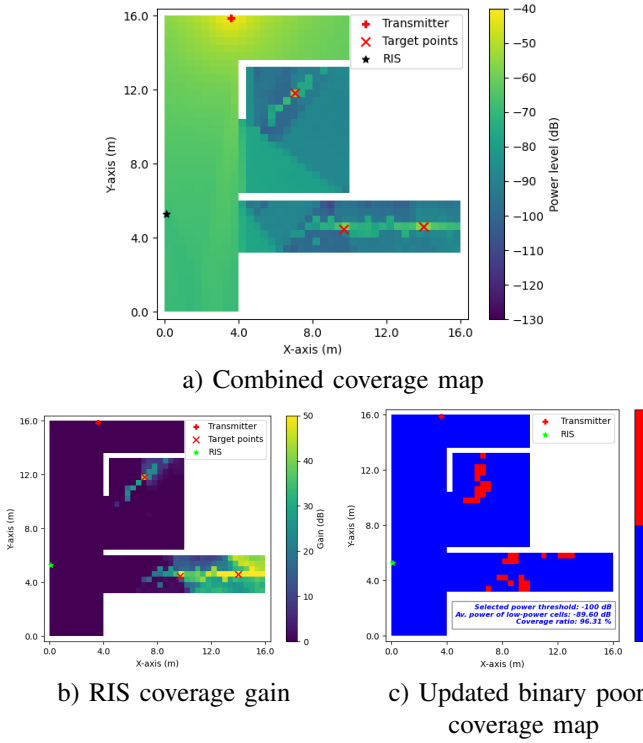 16.0
12.0
8.0
4.0
0.0
Y-axis (m)
0.0 4.0 8.0 12.0 16.0
X-axis (m)
Transmitter
Target points
RIS
−40
−50
−60
−70
−80
−90
−100
−110
−120
−130
Power level (dB)
a) Combined coverage map
16.0
12.0
8.0
4.0
0.0
Y-axis (m)
0.0 4.0 8.0 12.0 16.0
X-axis (m)
Transmitter
Target points
RIS
50
40
30
20
10
0
Gain (dB)
b) RIS coverage gain
16.0
12.0
8.0
4.0
0.0
Y-axis (m)
0.0 4.0 8.0 12.0 16.0
X-axis (m)
Transmitter
RIS
Selected power threshold: -100 dB
Av. power of low-power cells: -89.60 dB
Coverage ratio: 96.31 %
c) Updated binary poor
coverage map